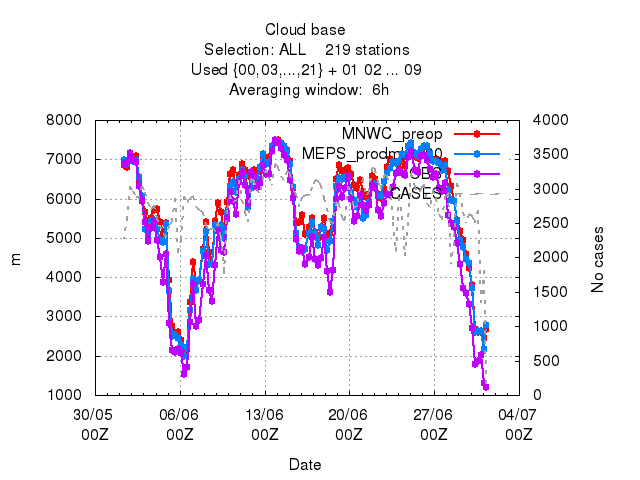 Cloud base
Selection: ALL 219 stations
Used {00,03,...,21} + 01 02 ... 09
Averaging window: 6h
8000 4000
MNWC_preop
7000 3500
6000 CASES 3000
2500
5000
m 2000 No cases
4000
1500
3000 1000
2000 500
1000 0
30/05 06/06 13/06 20/06 27/06 04/07
00Z 00Z 00Z 00Z 00Z 00Z
Date